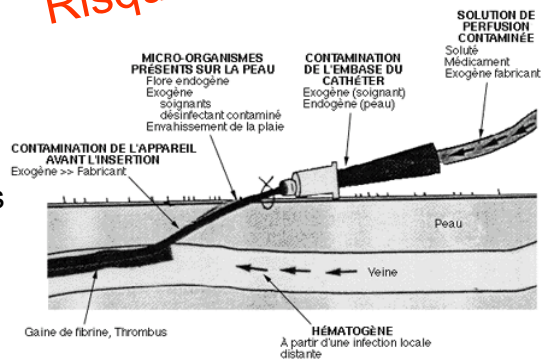 Risqu
SOLUTION DE
PERFUSION
CONTAMINÉE
Soluté
Médicament
Exogène fabricant
MICRO-ORGANISMES
PRÉSENTS SUR LA PEAU
Flore endogène
Exogène
soignants
désinfectant contaminé
Envahissement de la plaie
CONTAMINATION
DE L'EMBASE DU
CATHÉTER
Exogène (soignant)
Endogène (peau)
CONTAMINATION DE L'APPAREIL
AVANT L'INSERTION
Exogène >> Fabricant
s
Peau
Veine
Gaine de fibrine, Thrombus
HÉMATOGÈNE
À partir d'une infection locale
distante